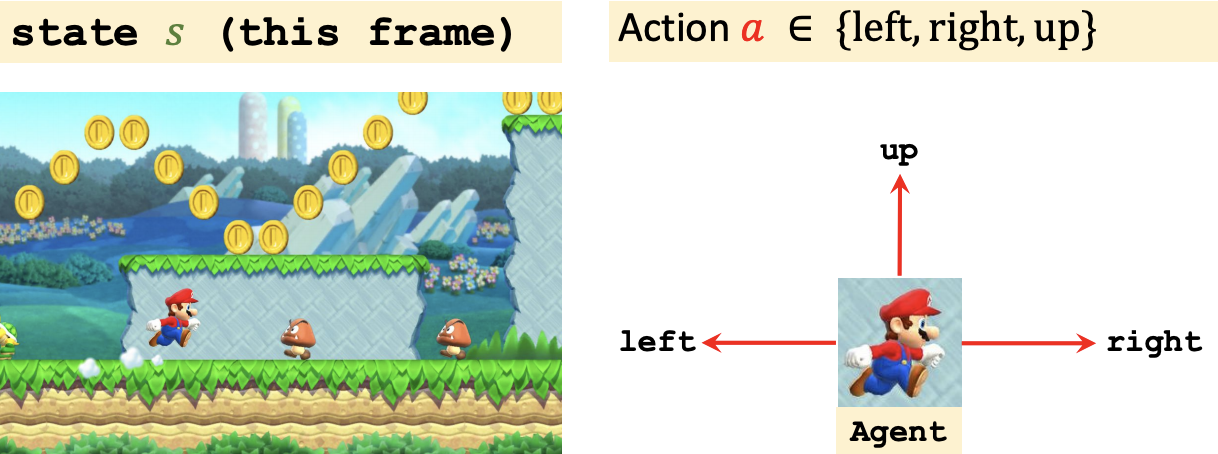 state s (this frame)
Action a ∈ {left, right, up}
up
left
right
Agent